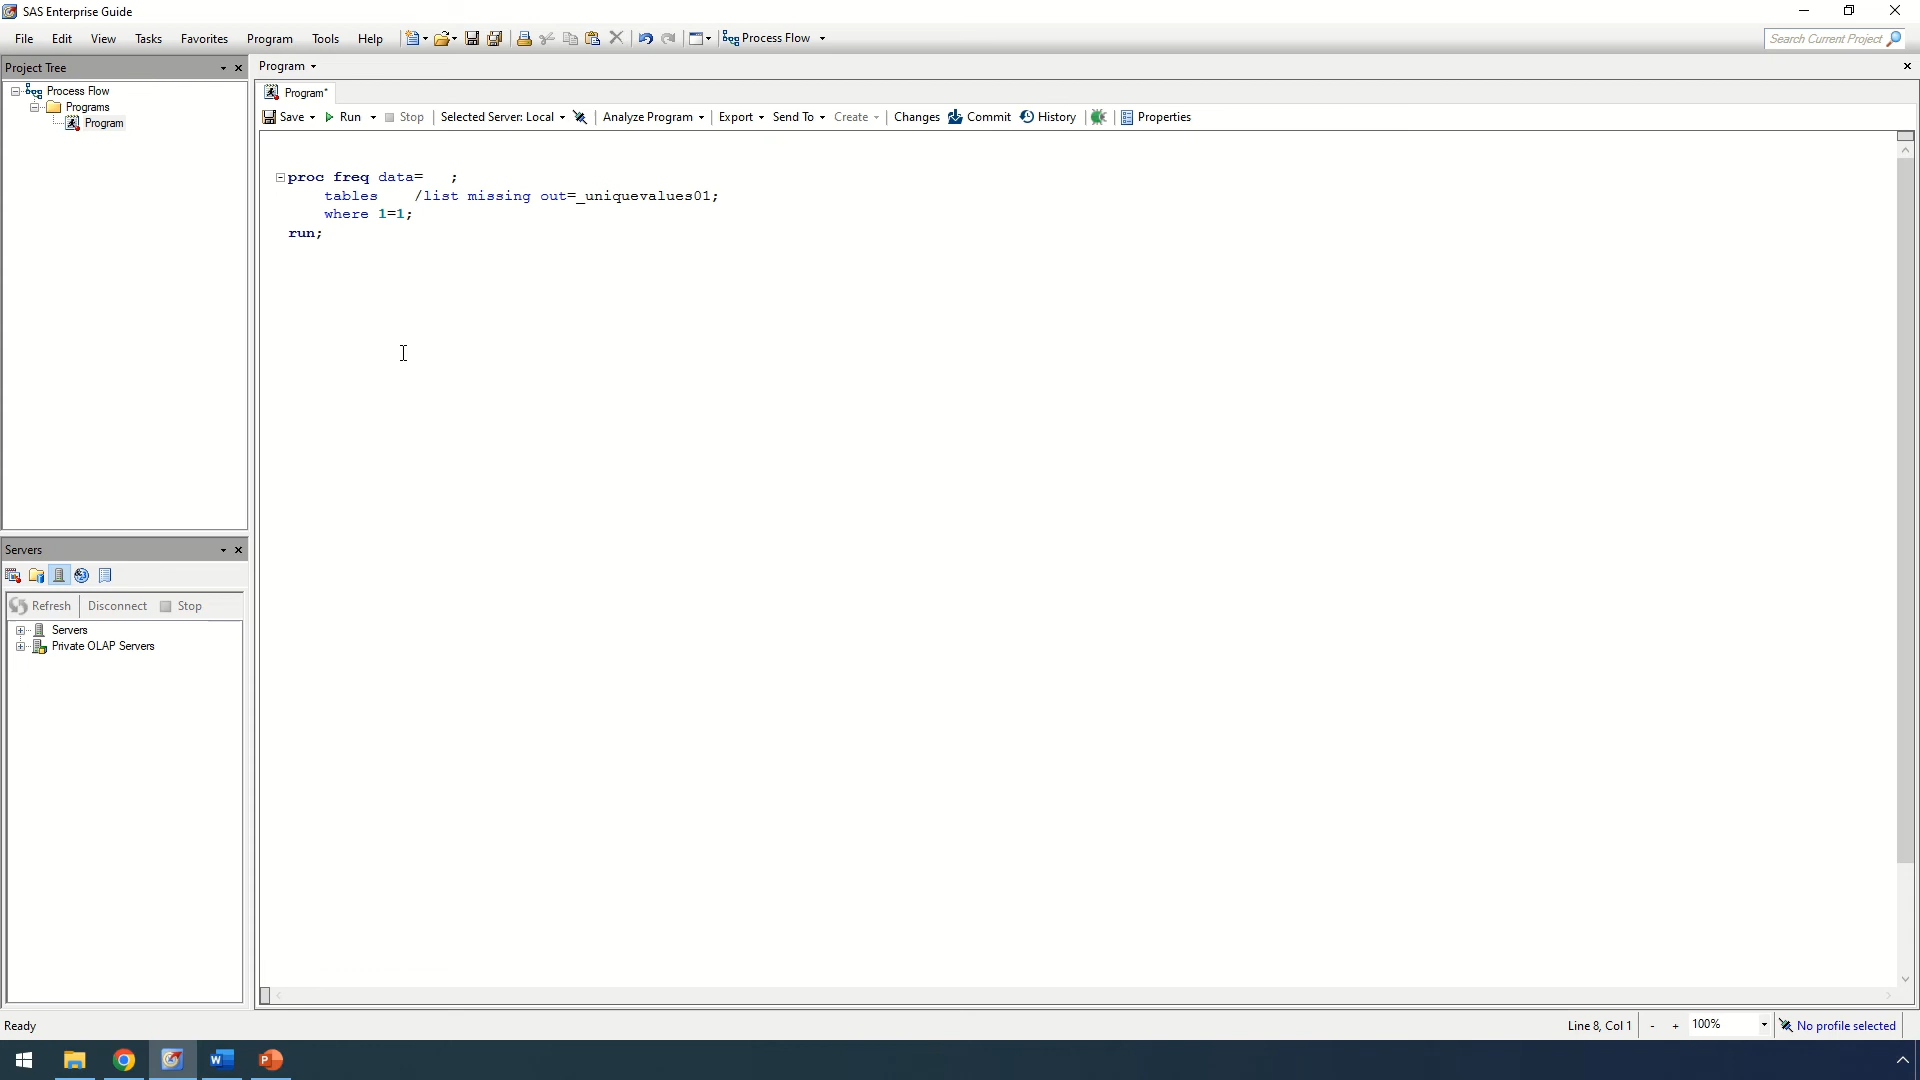 SAS Enterprise Guide
File Edit View Tasks Favorites Program Tools Help Process Flow Search Current Project
Project Tree
Process Flow
Programs
Program
Program
Program*
Save Run Stop Selected Server: Local Analyze Program Export Send To Create Changes Commit History Properties
proc freq data= ;
tables /list missing out=_uniquevalues01;
where 1=1;
run;
Servers
Refresh Disconnect Stop
Servers
Private OLAP Servers
Ready Line 8, Col 1 - + 100% No profile selected